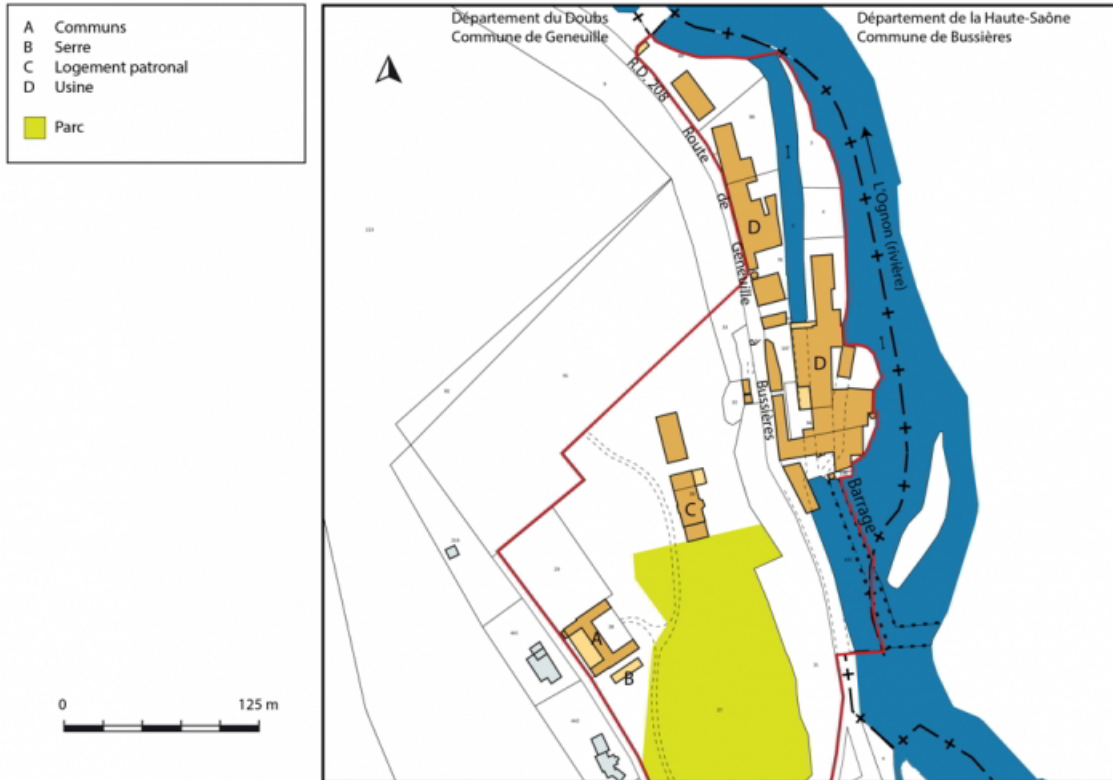 A Communs
B Serre
C Logement patronal
D Usine
Parc
Département du Doubs
Commune de Geneuille
Département de la Haute-Saône
Commune de Bussières
R.D. 208
Route de Geneuille à Bussières
L'Ognon (rivière)
D
D
Barrage
C
A
B
0 125 m